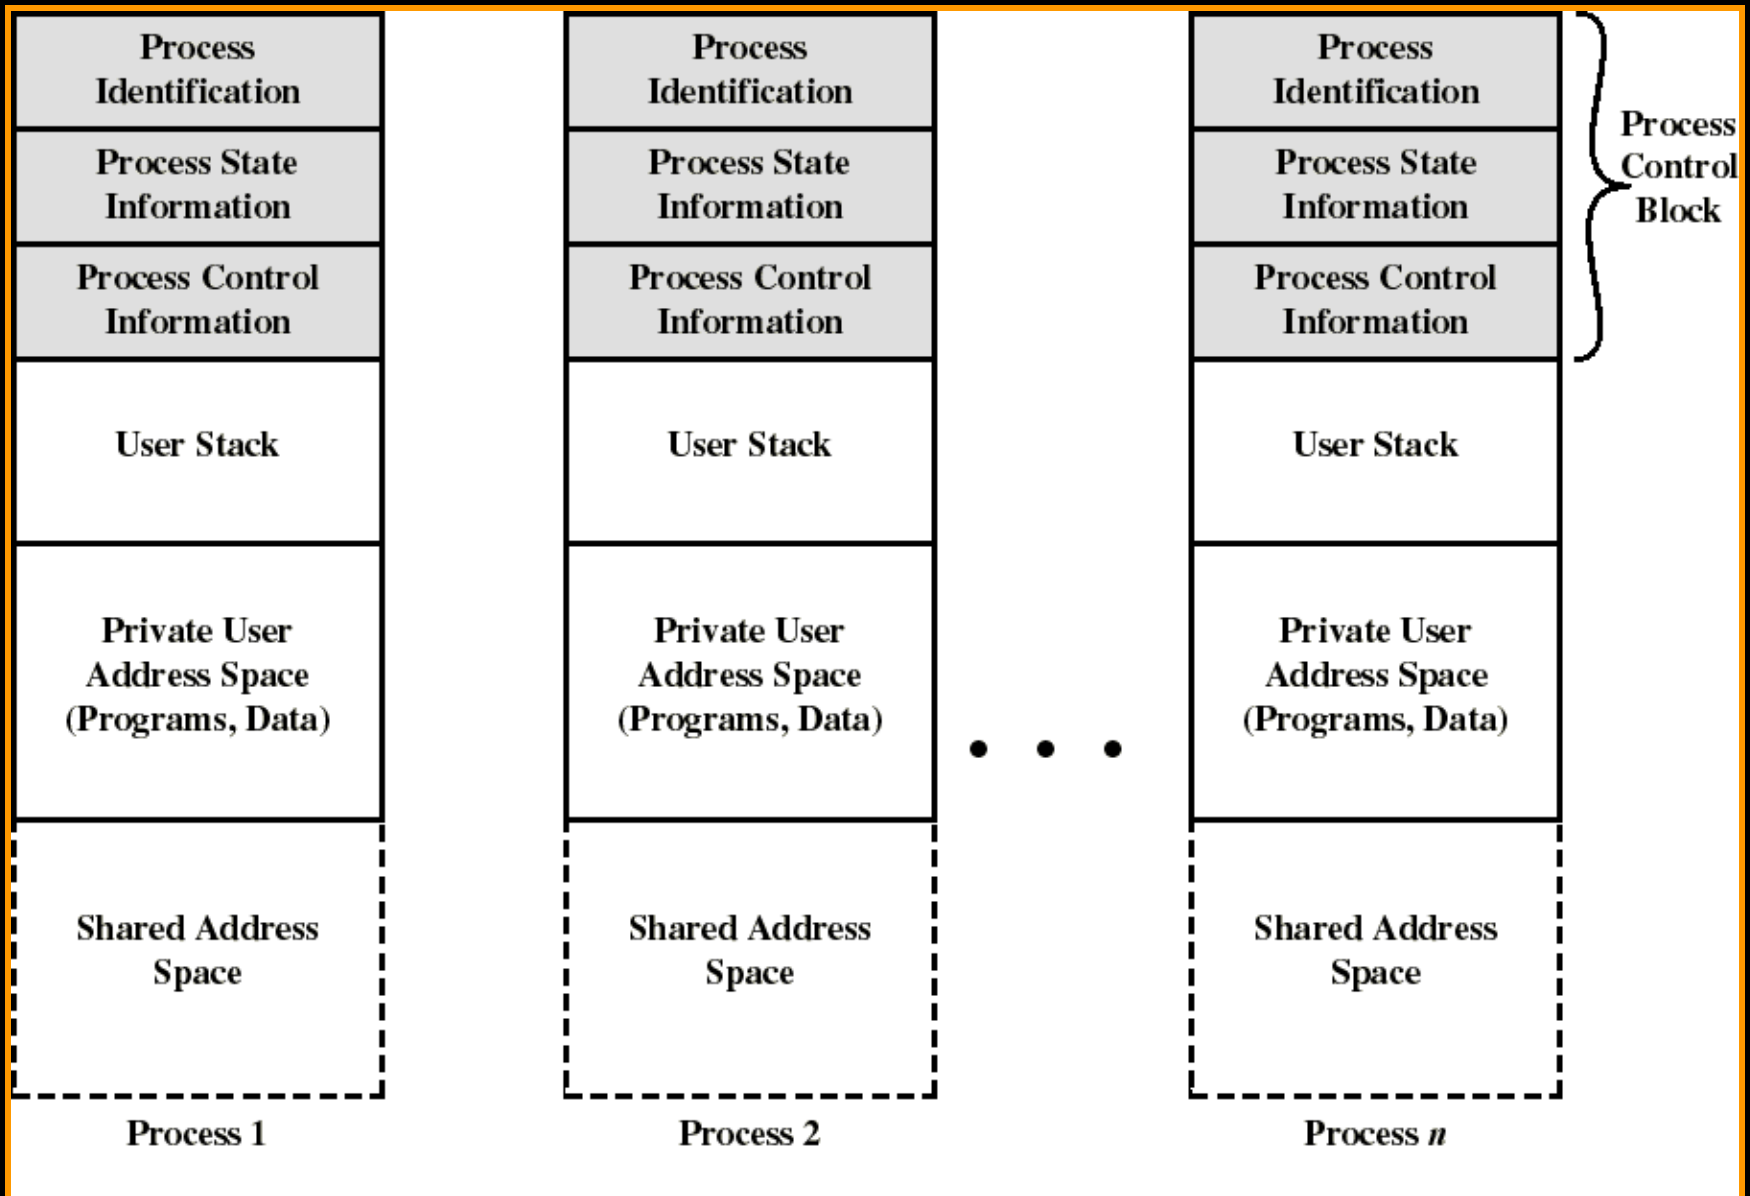 Process
Identification
Process State
Information
Process Control
Information
User Stack
Private User
Address Space
(Programs, Data)
Shared Address
Space
Process 1
Process
Identification
Process State
Information
Process Control
Information
User Stack
Private User
Address Space
(Programs, Data)
Shared Address
Space
Process 2
• • •
Process
Identification
Process State
Information
Process Control
Information
User Stack
Private User
Address Space
(Programs, Data)
Shared Address
Space
Process n
Process
Control
Block